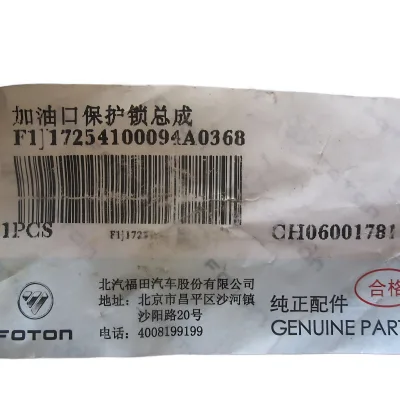 加油口保护锁总成
F1J17254100094A0368
1PCS
F1J1725
CH06001781
FOTON
北汽福田汽车股份有限公司
地址:北京市昌平区沙河镇
沙阳路20号
电话:4008199199
合格
纯正配件
GENUINE PART